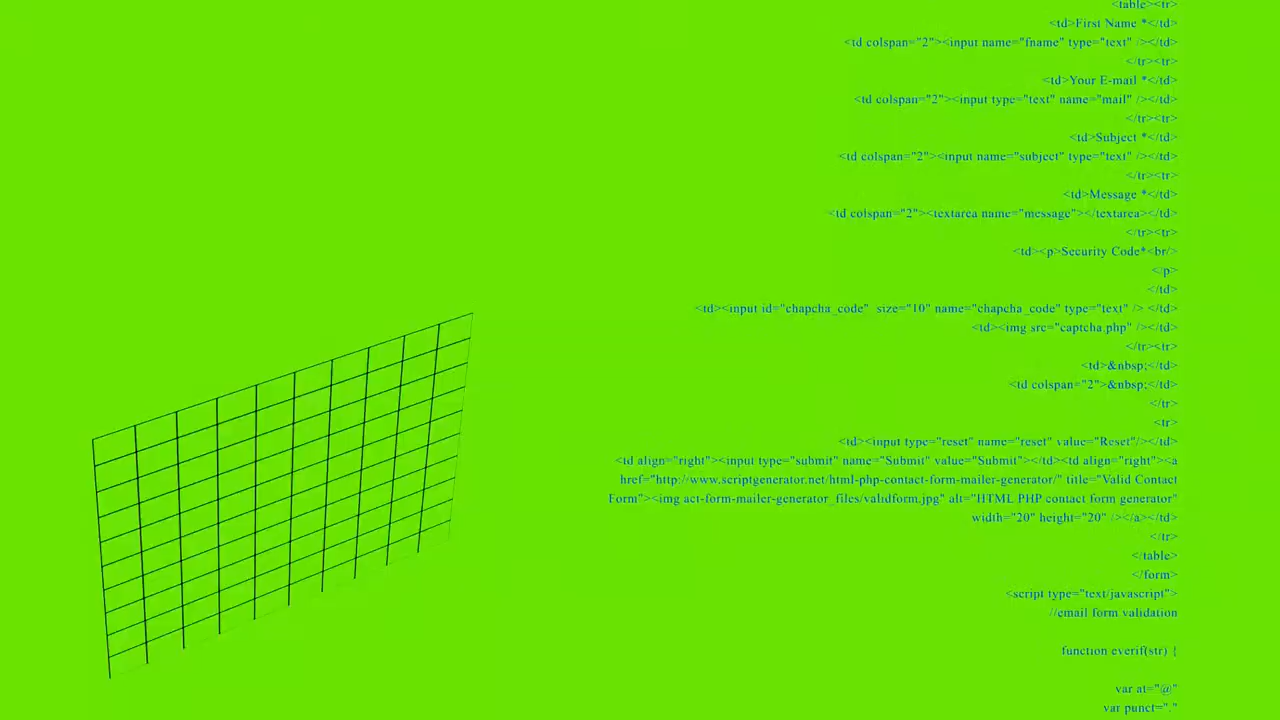 <table><tr>
<td>First Name *</td>
<td colspan="2"><input name="fname" type="text" /></td>
</tr><tr>
<td>Your E-mail *</td>
<td colspan="2"><input type="text" name="mail" /></td>
</tr><tr>
<td>Subject *</td>
<td colspan="2"><input name="subject" type="text" /></td>
</tr><tr>
<td>Message *</td>
<td colspan="2"><textarea name="message"></textarea></td>
</tr><tr>
<td><p>Security Code*<br/>
</p>
</td>
<td><input id="chapcha_code"  size="10" name="chapcha_code" type="text" /> </td>
<td><img src="captcha.php" /></td>
</tr><tr>
<td>&nbsp;</td>
<td colspan="2">&nbsp;</td>
</tr>
<tr>
<td><input type="reset" name="reset" value="Reset"/></td>
<td align="right"><input type="submit" name="Submit" value="Submit"></td><td align="right"><a
href="http://www.scriptgenerator.net/html-php-contact-form-mailer-generator/" title="Valid Contact
Form"><img act-form-mailer-generator_files/validform.jpg" alt="HTML PHP contact form generator"
width="20" height="20" /></a></td>
</tr>
</table>
</form>
<script type="text/javascript">
//email form validation
function everif(str) {
var at="@"
var punct="."